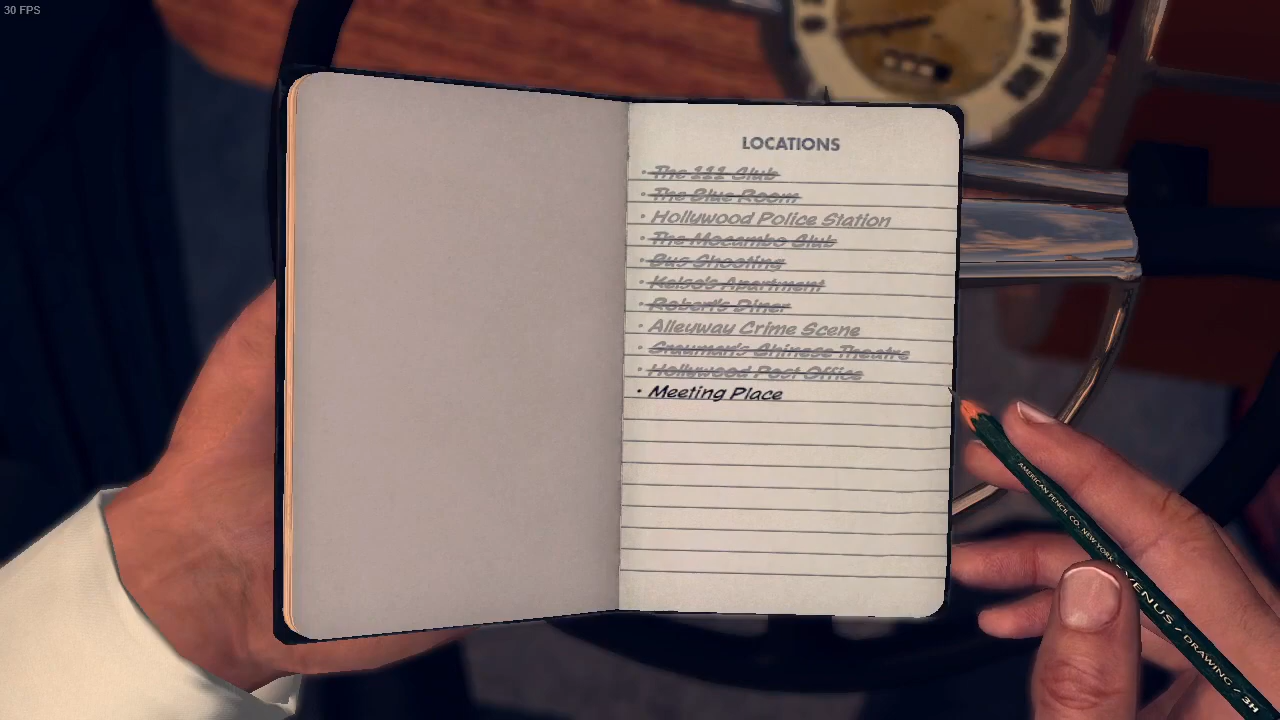 30 FPS
LOCATIONS
· The 111 Club
· The Blue Room
· Hollywood Police Station
· The Mocambo Club
· Bus Shooting
· Kelso's Apartment
· Robert's Diner
· Alleyway Crime Scene
· Grauman's Chinese Theatre
· Hollywood Post Office
· Meeting Place
AMERICAN PENCIL CO. NEW YORK VENUS / DRAWING / 3H